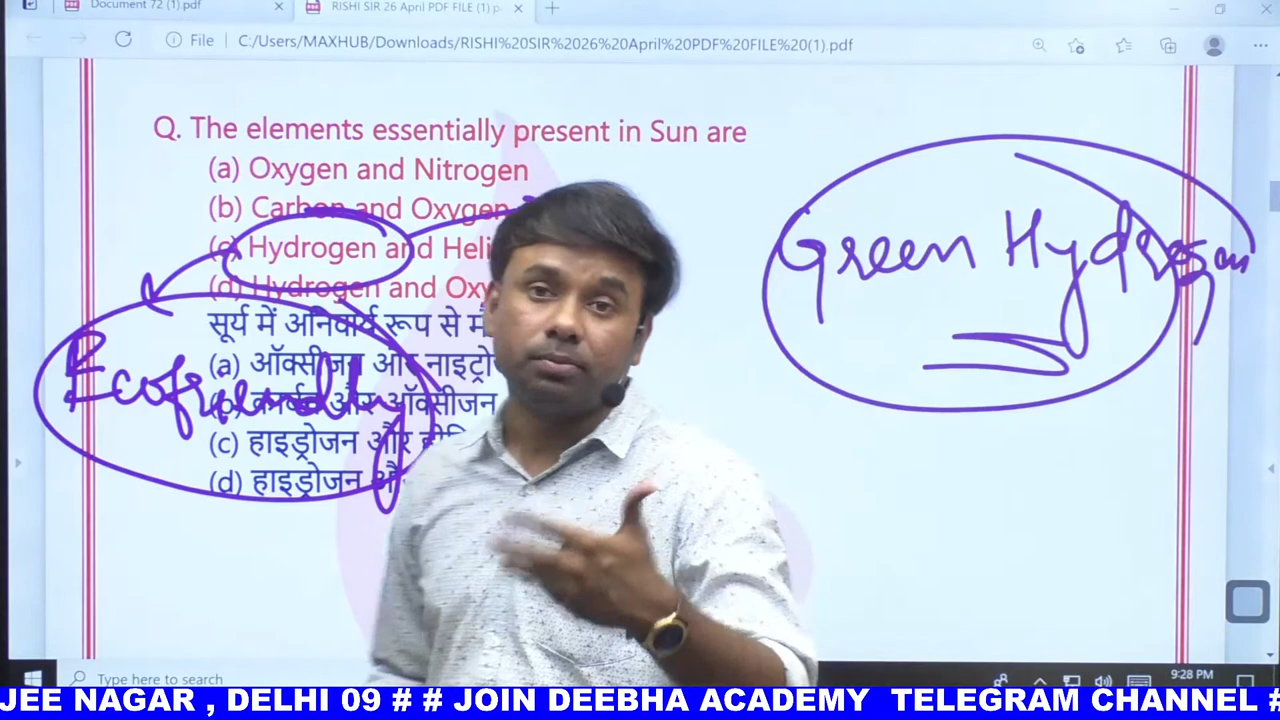 Document 72 (1).pdf
RISHI SIR 26 April PDF FILE (1).p
File C:/Users/MAXHUB/Downloads/RISHI%20SIR%2026%20April%20PDF%20FILE%20(1).pdf
Q. The elements essentially present in Sun are
(a) Oxygen and Nitrogen
(b) Carbon and Oxygen
(c) Hydrogen and Heli
(d) Hydrogen and Oxy
सूर्य में अनिवार्य रूप से म
(a) ऑक्सीजन और नाइट्रो
(b) कार्बन और ऑक्सीजन
(c) हाइड्रोजन और
(d) हाइड्रोजन औ
Ecofriendly
Green Hydrogen
Type here to search
9:28 PM
JEE NAGAR , DELHI 09 # # JOIN DEEBHA ACADEMY TELEGRAM CHANNEL #